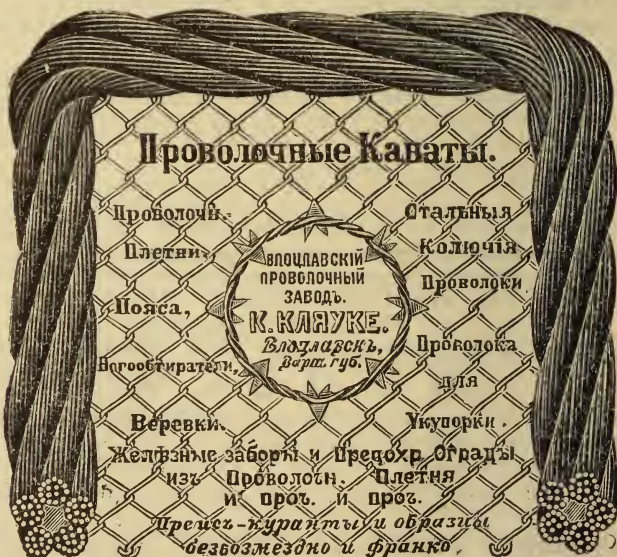 Проволочные Канаты.
Проволочн.
Плетни,
Пояса,
Ногообтиратели,
Веревки.
ВЛОЦЛАВСКІЙ
ПРОВОЛОЧНЫЙ
ЗАВОДЪ.
К. КЛЯУКЕ.
Влоцлавскъ,
Варш. губ.
Стальныя
Колючія
Проволоки
Проволока
для
Укупорки.
Желѣзные заборы и Предохр. Ограды
изъ Проволочн. Плетня
и проч. и проч.
Прейсъ-куранты и образцы
безвозмездно и франко.